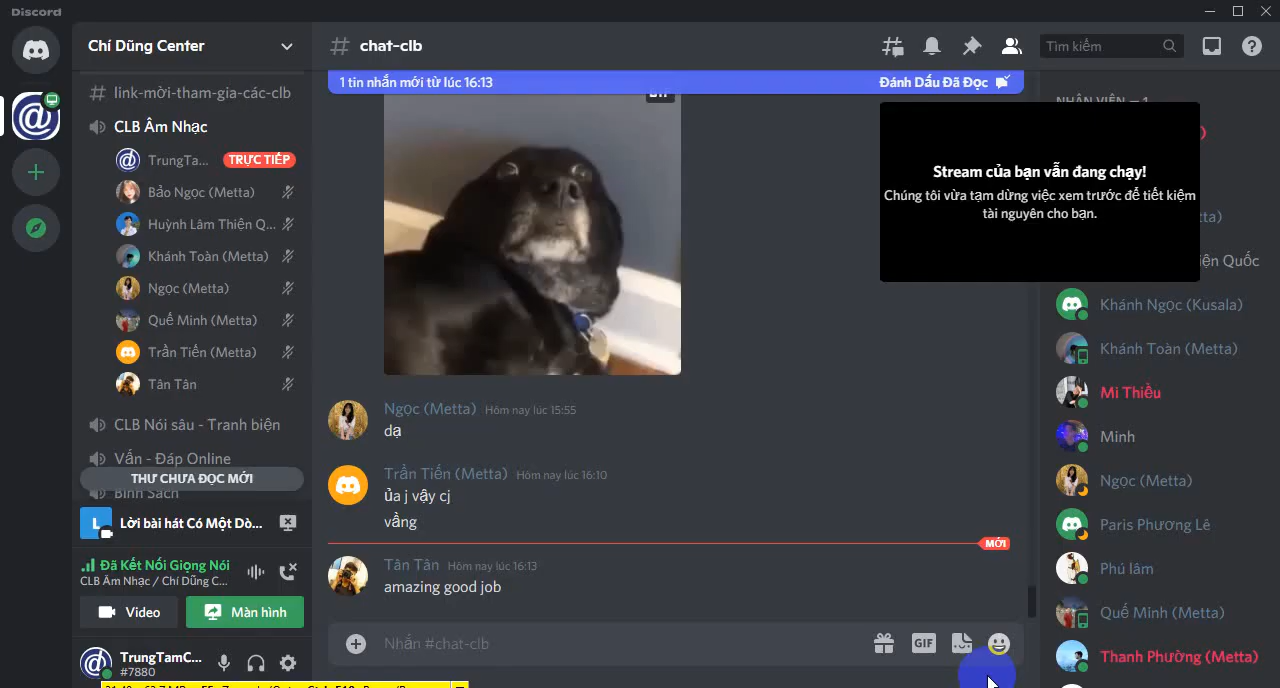 Discord
Chí Dũng Center
link-mời-tham-gia-các-clb
CLB Âm Nhạc
TrungTa...
TRỰC TIẾP
Bảo Ngọc (Metta)
Huỳnh Lâm Thiện Q...
Khánh Toàn (Metta)
Ngọc (Metta)
Quế Minh (Metta)
Trần Tiến (Metta)
Tân Tân
CLB Nói sâu - Tranh biện
Vấn - Đáp Online
THƯ CHƯA ĐỌC MỚI
Bình Sách
L
Lời bài hát Có Một Dò...
Đã Kết Nối Giọng Nói
CLB Âm Nhạc / Chí Dũng C...
Video
Màn hình
TrungTamC...
#7880
# chat-clb
Tìm kiếm
1 tin nhắn mới từ lúc 16:13
Đánh Dấu Đã Đọc
Ngọc (Metta) Hôm nay lúc 15:55
dạ
Trần Tiến (Metta) Hôm nay lúc 16:10
ủa j vậy cj
vầng
MỚI
Tân Tân Hôm nay lúc 16:13
amazing good job
Nhắn #chat-clb
GIF
Stream của bạn vẫn đang chạy!
Chúng tôi vừa tạm dừng việc xem trước để tiết kiệm
tài nguyên cho bạn.
NHÂN VIÊN — 1
Khánh Ngọc (Kusala)
Khánh Toàn (Metta)
Mi Thiều
Minh
Ngọc (Metta)
Paris Phương Lê
Phú lâm
Quế Minh (Metta)
Thanh Phường (Metta)